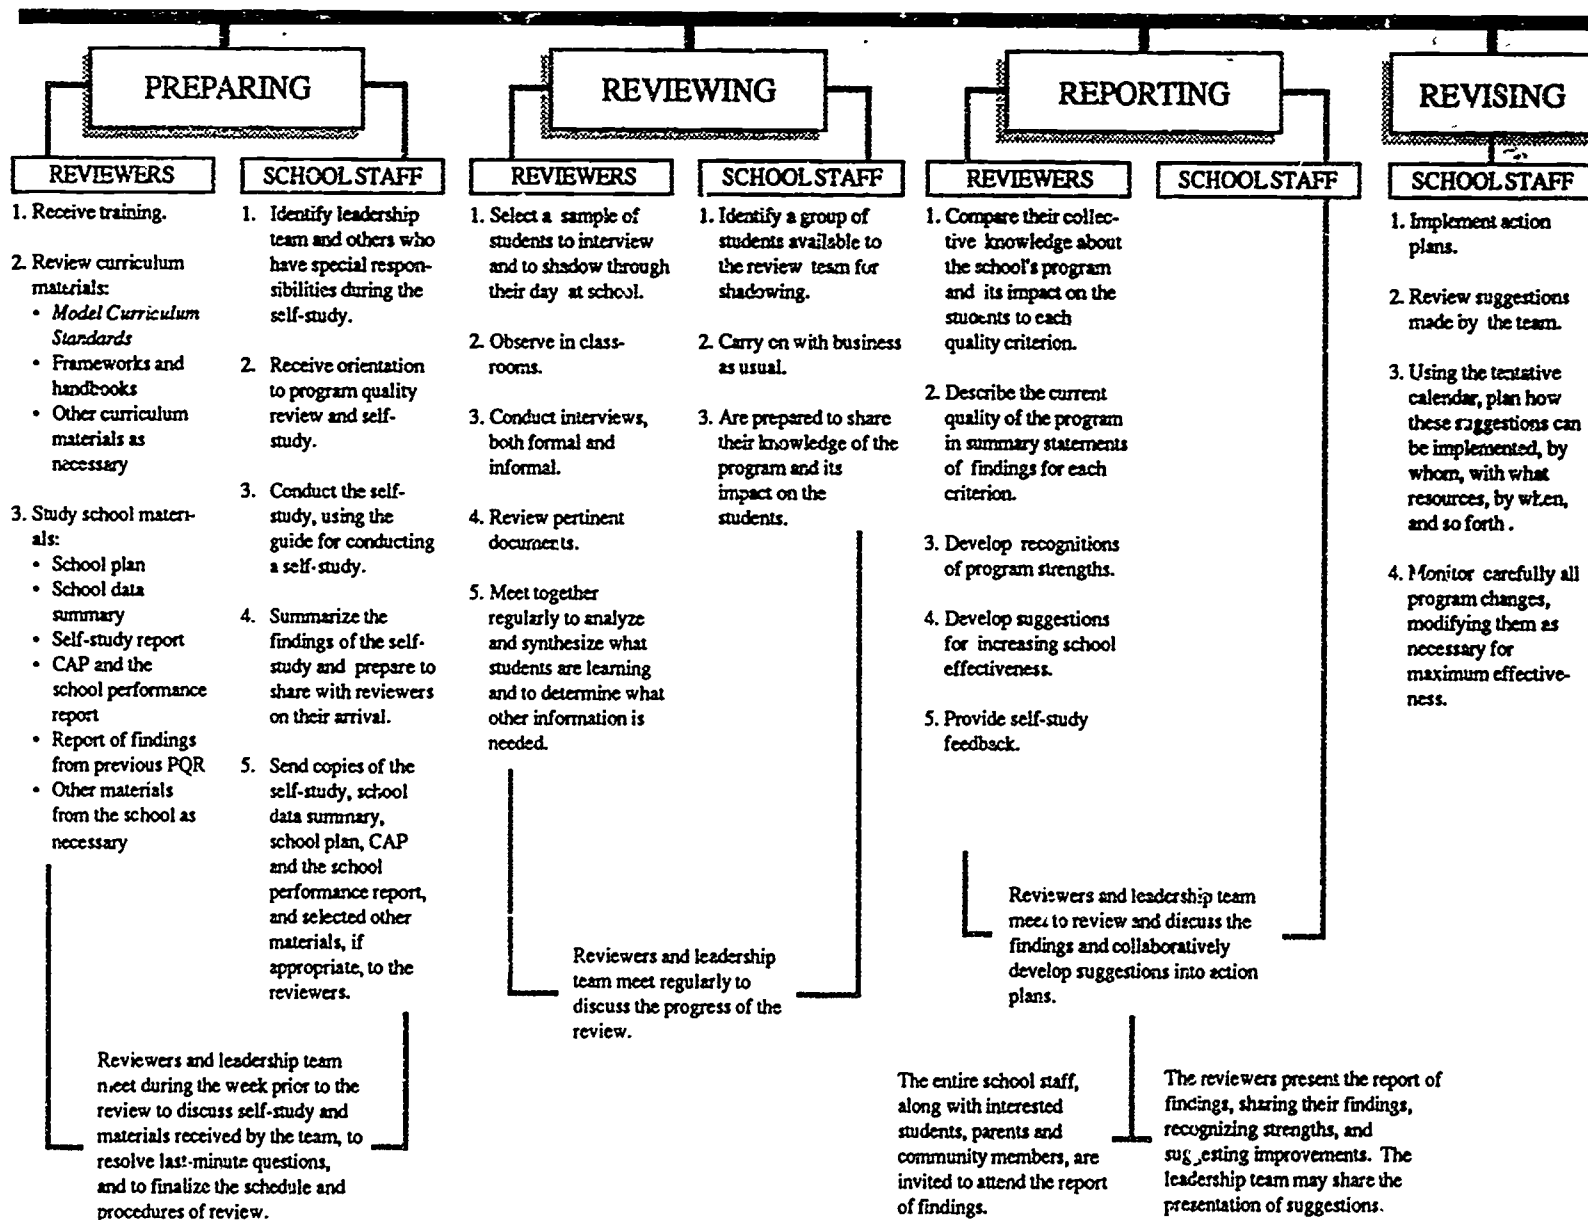 PREPARING
REVIEWERS
1. Receive training.
2. Review curriculum
materials:
• Model Curriculum
Standards
• Frameworks and
handbooks
• Other curriculum
materials as
necessary
3. Study school materi-
als:
• School plan
• School data
summary
• Self-study report
• CAP and the
school performance
report
• Report of findings
from previous PQR
• Other materials
from the school as
necessary
SCHOOL STAFF
1. Identify leadership
team and others who
have special respon-
sibilities during the
self-study.
2. Receive orientation
to program quality
review and self-
study.
3. Conduct the self-
study, using the
guide for conducting
a self-study.
4. Summarize the
findings of the self-
study and prepare to
share with reviewers
on their arrival.
5. Send copies of the
self-study, school
data summary,
school plan, CAP
and the school
performance report,
and selected other
materials, if
appropriate, to the
reviewers.
Reviewers and leadership team
meet during the week prior to the
review to discuss self-study and
materials received by the team, to
resolve last-minute questions,
and to finalize the schedule and
procedures of review.
REVIEWING
REVIEWERS
1. Select a sample of
students to interview
and to shadow through
their day at school.
2. Observe in class-
rooms.
3. Conduct interviews,
both formal and
informal.
4. Review pertinent
documents.
5. Meet together
regularly to analyze
and synthesize what
students are learning
and to determine what
other information is
needed.
SCHOOL STAFF
1. Identify a group of
students available to
the review team for
shadowing.
2. Carry on with business
as usual.
3. Are prepared to share
their knowledge of the
program and its
impact on the
students.
Reviewers and leadership
team meet regularly to
discuss the progress of the
review.
REPORTING
REVIEWERS
1. Compare their collec-
tive knowledge about
the school's program
and its impact on the
students to each
quality criterion.
2. Describe the current
quality of the program
in summary statements
of findings for each
criterion.
3. Develop recognitions
of program strengths.
4. Develop suggestions
for increasing school
effectiveness.
5. Provide self-study
feedback.
SCHOOL STAFF
Reviewers and leadership team
meet to review and discuss the
findings and collaboratively
develop suggestions into action
plans.
The entire school staff,
along with interested
students, parents and
community members, are
invited to attend the report
of findings.
The reviewers present the report of
findings, sharing their findings,
recognizing strengths, and
suggesting improvements. The
leadership team may share the
presentation of suggestions.
REVISING
SCHOOL STAFF
1. Implement action
plans.
2. Review suggestions
made by the team.
3. Using the tentative
calendar, plan how
these suggestions can
be implemented, by
whom, with what
resources, by when,
and so forth .
4. Monitor carefully all
program changes,
modifying them as
necessary for
maximum effective-
ness.